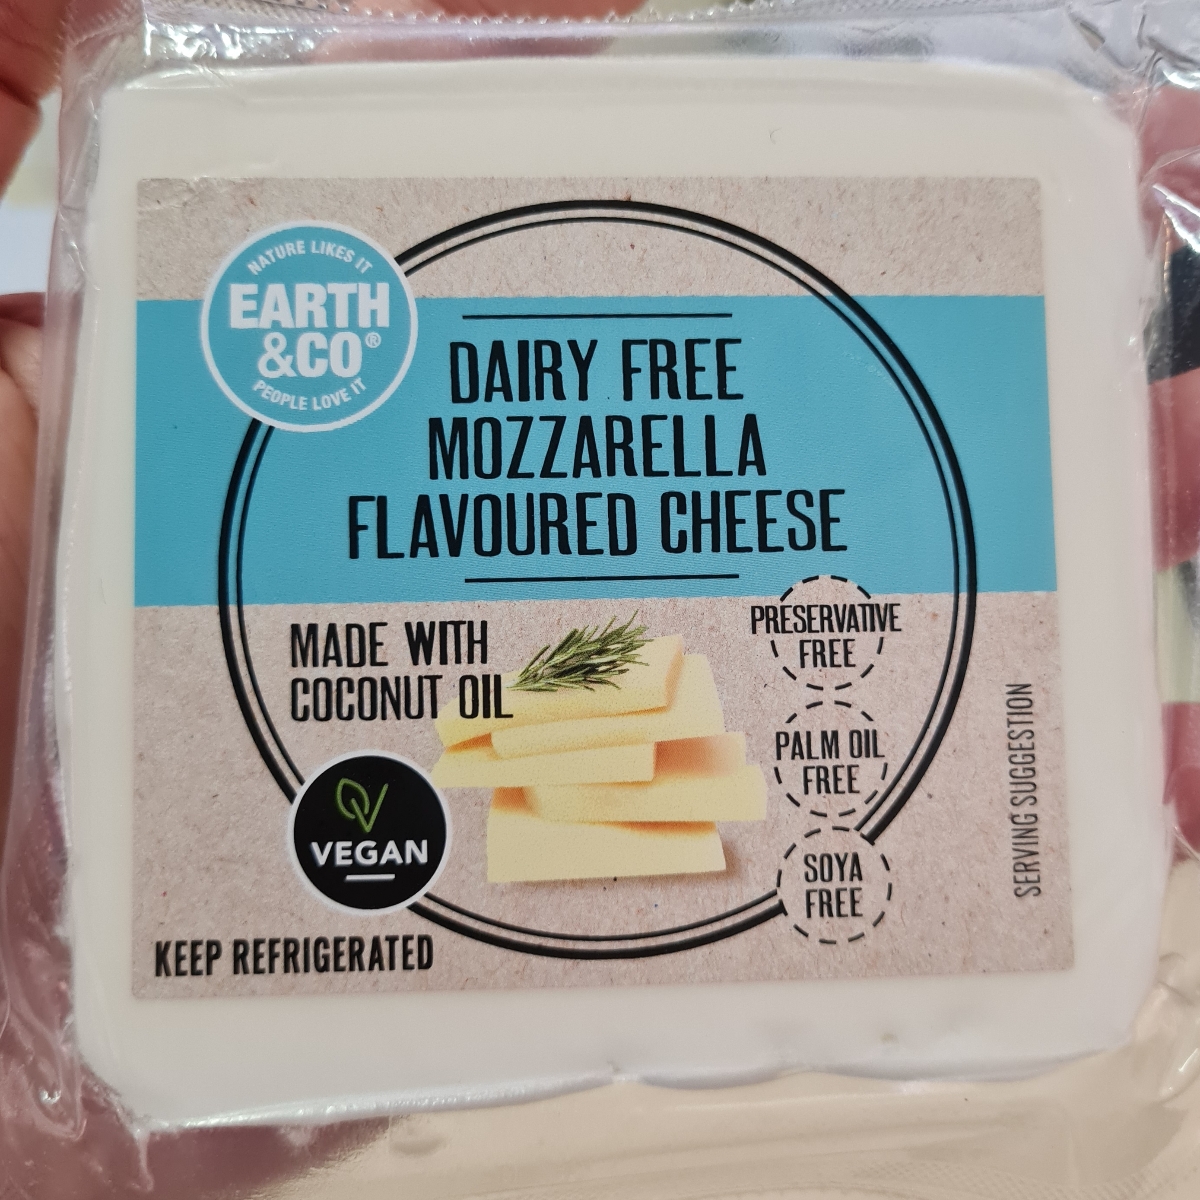 NATURE LIKES IT
EARTH
&CO®
PEOPLE LOVE IT
DAIRY FREE
MOZZARELLA
FLAVOURED CHEESE
MADE WITH
COCONUT OIL
PRESERVATIVE
FREE
PALM OIL
FREE
SOYA
FREE
VEGAN
KEEP REFRIGERATED
SERVING SUGGESTION